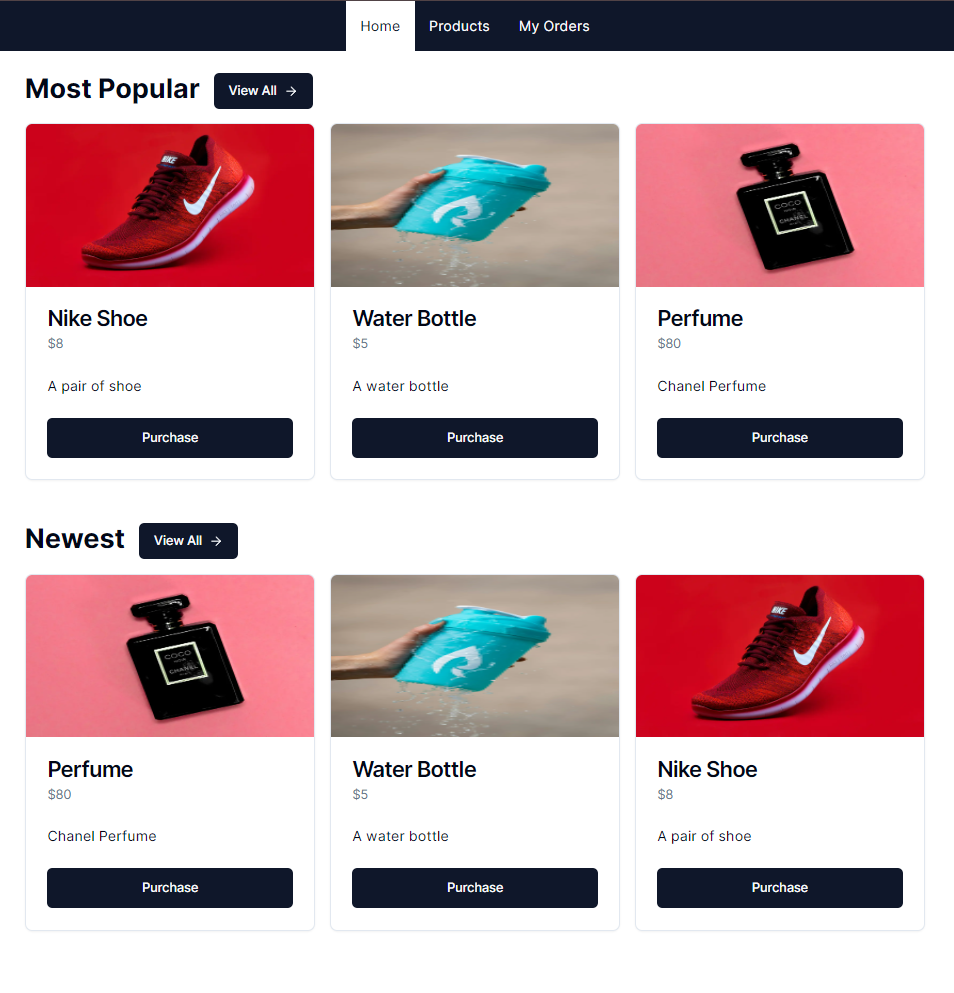 Home Products My Orders
Most Popular View All →
NIKE
COCO
CHANEL
Nike Shoe Water Bottle Perfume
$8 $5 $80
A pair of shoe A water bottle Chanel Perfume
Purchase Purchase Purchase
Newest View All →
COCO
CHANEL
NIKE
Perfume Water Bottle Nike Shoe
$80 $5 $8
Chanel Perfume A water bottle A pair of shoe
Purchase Purchase Purchase